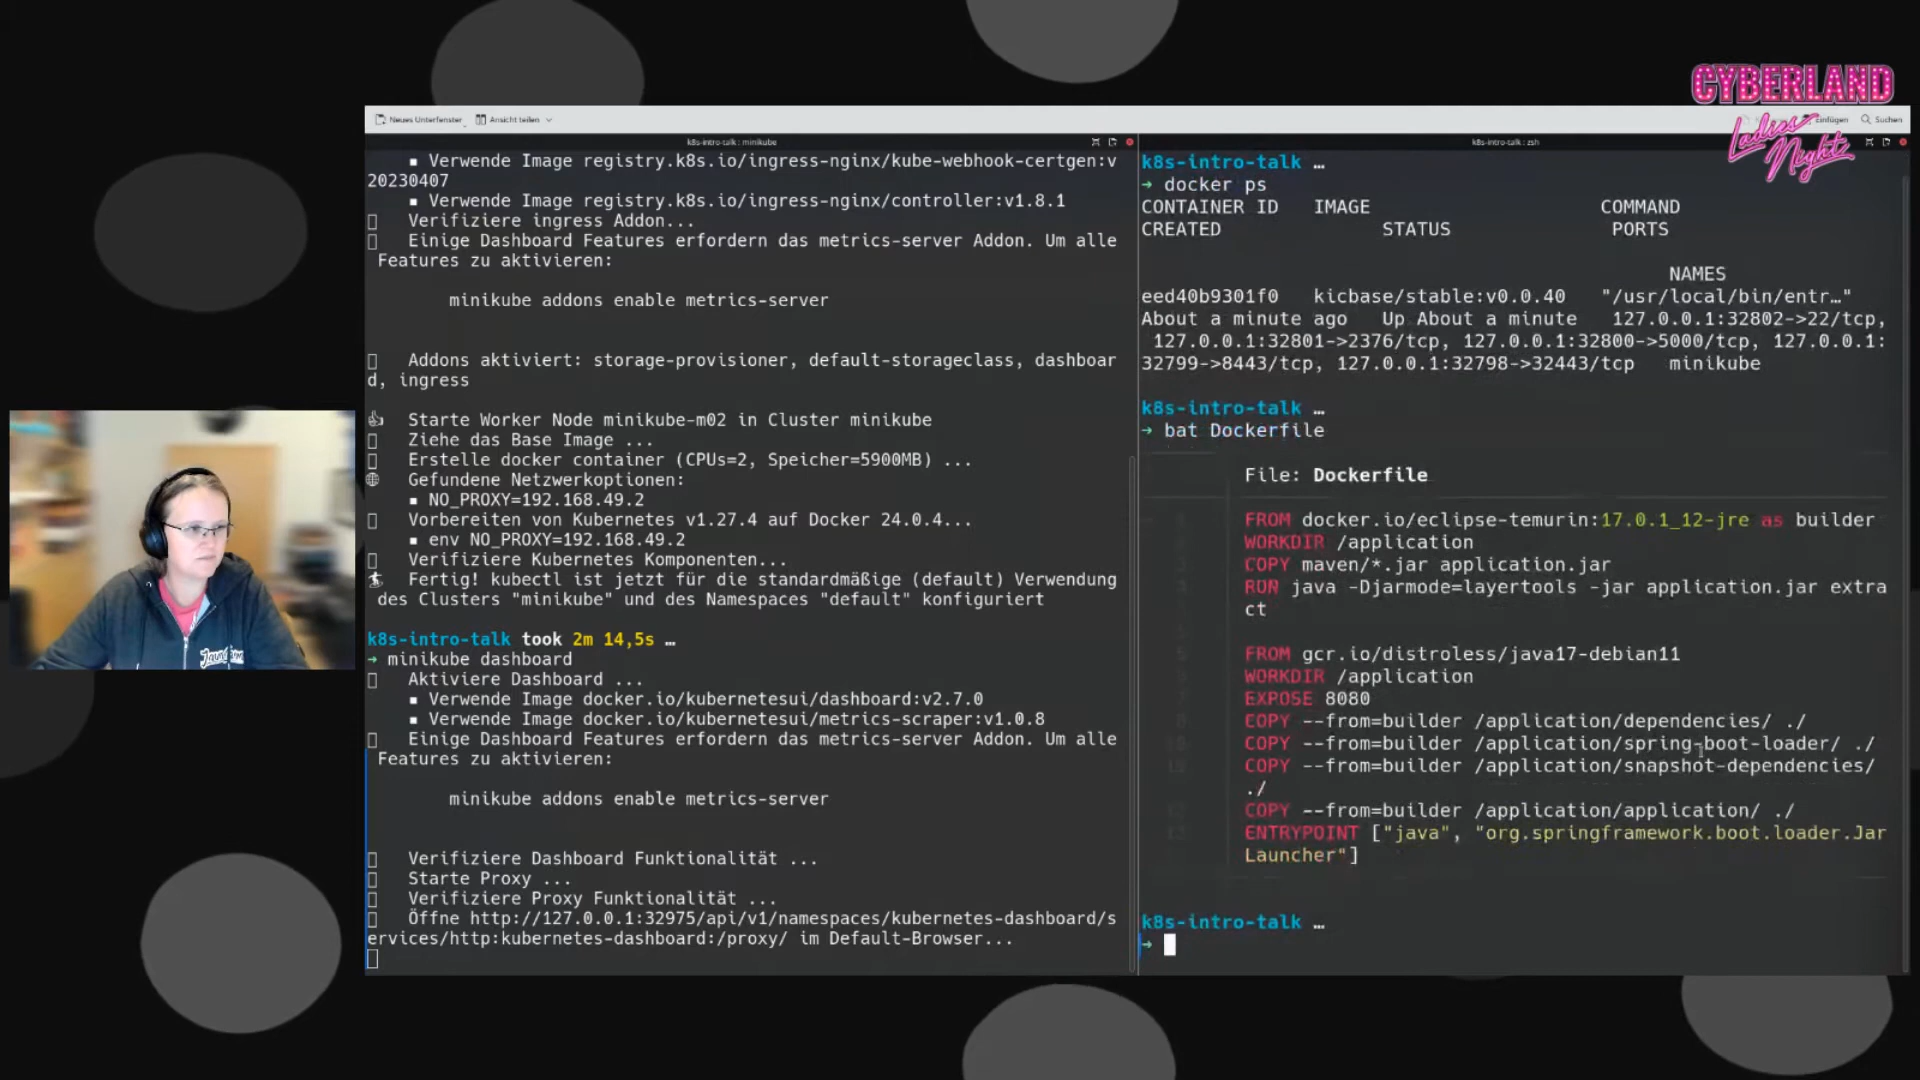 CYBERLAND
Ladies Night
Neues Unterfenster Ansicht teilen
Einfügen Suchen
k8s-intro-talk : minikube
▪ Verwende Image registry.k8s.io/ingress-nginx/kube-webhook-certgen:v
20230407
▪ Verwende Image registry.k8s.io/ingress-nginx/controller:v1.8.1
Verifiziere ingress Addon...
Einige Dashboard Features erfordern das metrics-server Addon. Um alle
Features zu aktivieren:
minikube addons enable metrics-server
Addons aktiviert: storage-provisioner, default-storageclass, dashboar
d, ingress
Starte Worker Node minikube-m02 in Cluster minikube
Ziehe das Base Image ...
Erstelle docker container (CPUs=2, Speicher=5900MB) ...
Gefundene Netzwerkoptionen:
▪ NO_PROXY=192.168.49.2
Vorbereiten von Kubernetes v1.27.4 auf Docker 24.0.4...
▪ env NO_PROXY=192.168.49.2
Verifiziere Kubernetes Komponenten...
Fertig! kubectl ist jetzt für die standardmäßige (default) Verwendung
des Clusters "minikube" und des Namespaces "default" konfiguriert
k8s-intro-talk took 2m 14,5s …
→ minikube dashboard
Aktiviere Dashboard ...
▪ Verwende Image docker.io/kubernetesui/dashboard:v2.7.0
▪ Verwende Image docker.io/kubernetesui/metrics-scraper:v1.0.8
Einige Dashboard Features erfordern das metrics-server Addon. Um alle
Features zu aktivieren:
minikube addons enable metrics-server
Verifiziere Dashboard Funktionalität ...
Starte Proxy ...
Verifiziere Proxy Funktionalität ...
Öffne http://127.0.0.1:32975/api/v1/namespaces/kubernetes-dashboard/s
ervices/http:kubernetes-dashboard:/proxy/ im Default-Browser...
k8s-intro-talk : zsh
k8s-intro-talk …
→ docker ps
CONTAINER ID IMAGE COMMAND
CREATED STATUS PORTS
NAMES
eed40b9301f0 kicbase/stable:v0.0.40 "/usr/local/bin/entr…"
About a minute ago Up About a minute 127.0.0.1:32802->22/tcp,
127.0.0.1:32801->2376/tcp, 127.0.0.1:32800->5000/tcp, 127.0.0.1:
32799->8443/tcp, 127.0.0.1:32798->32443/tcp minikube
k8s-intro-talk …
→ bat Dockerfile
File: Dockerfile
FROM docker.io/eclipse-temurin:17.0.1_12-jre as builder
WORKDIR /application
COPY maven/*.jar application.jar
RUN java -Djarmode=layertools -jar application.jar extra
ct
FROM gcr.io/distroless/java17-debian11
WORKDIR /application
EXPOSE 8080
COPY --from=builder /application/dependencies/ ./
COPY --from=builder /application/spring-boot-loader/ ./
COPY --from=builder /application/snapshot-dependencies/
./
COPY --from=builder /application/application/ ./
ENTRYPOINT ["java", "org.springframework.boot.loader.Jar
Launcher"]
k8s-intro-talk …
→